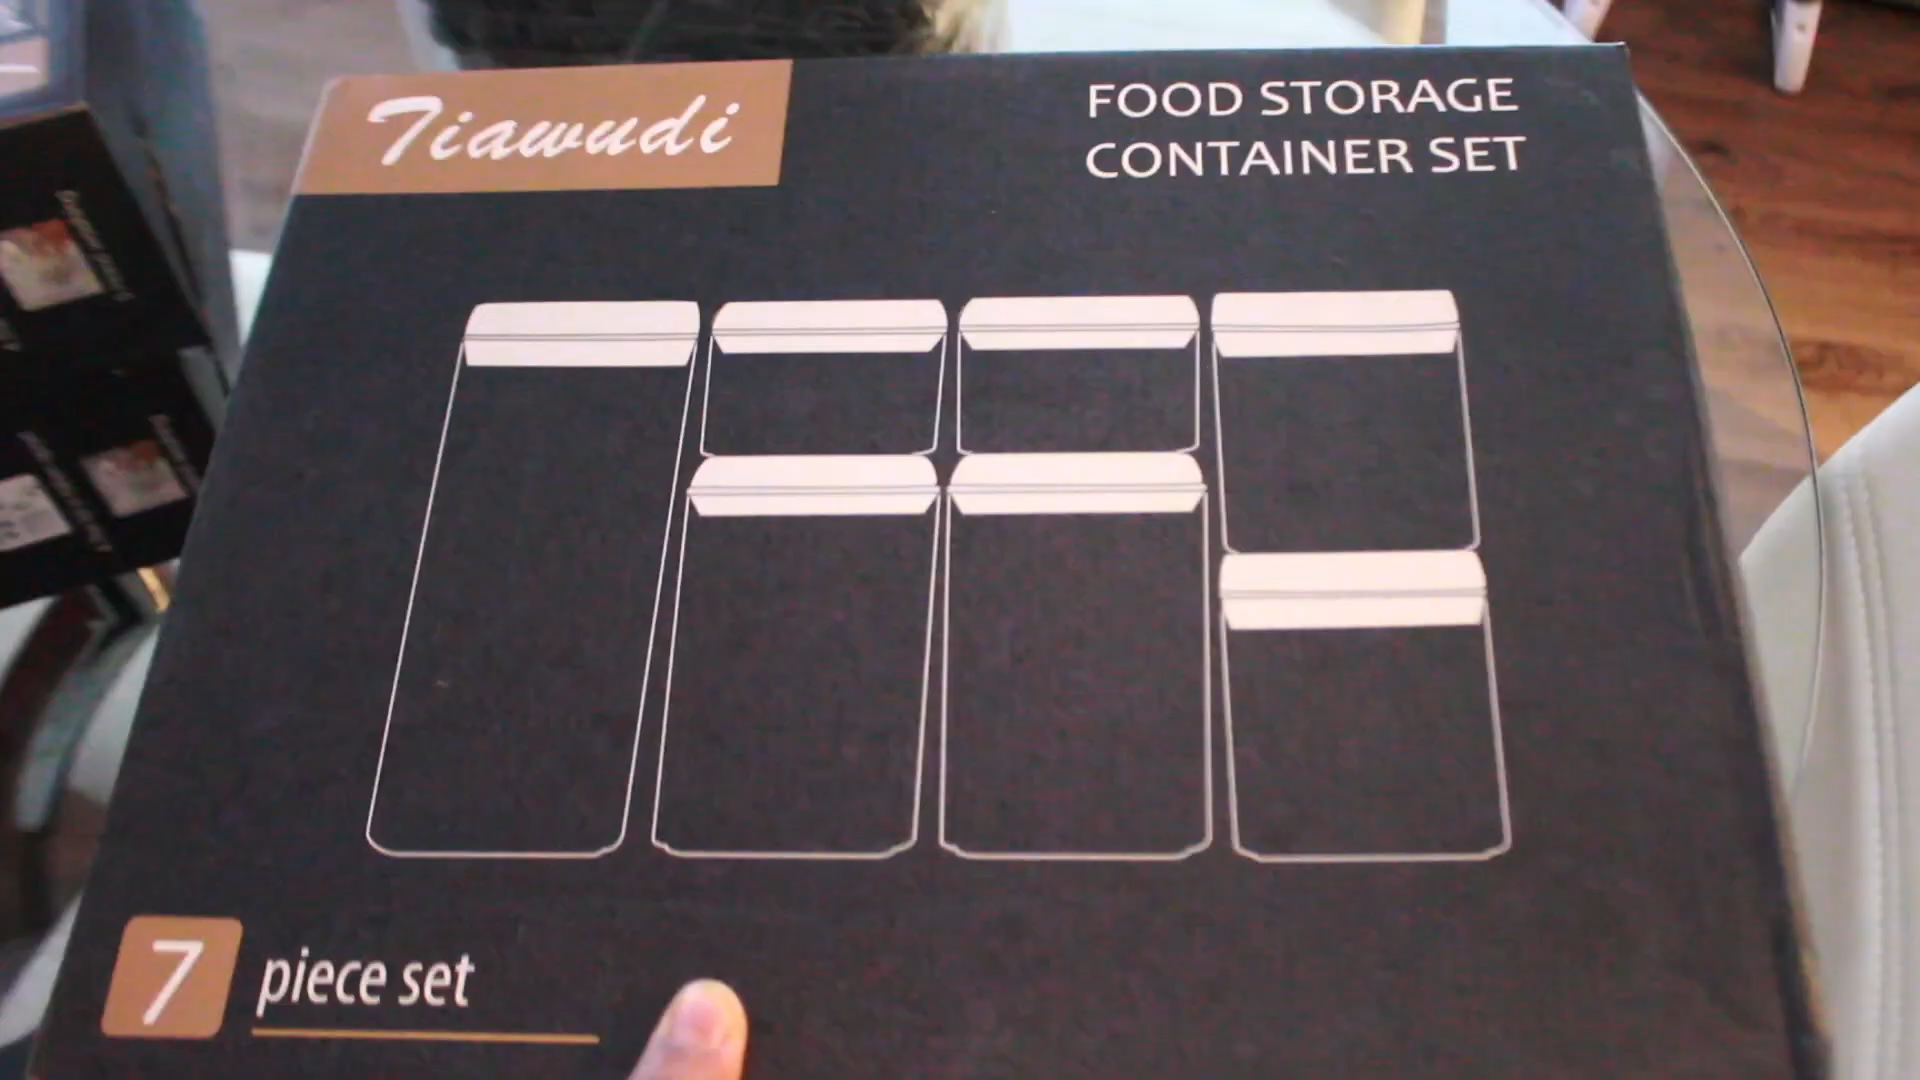 Tiawudi
FOOD STORAGE
CONTAINER SET
7
piece set